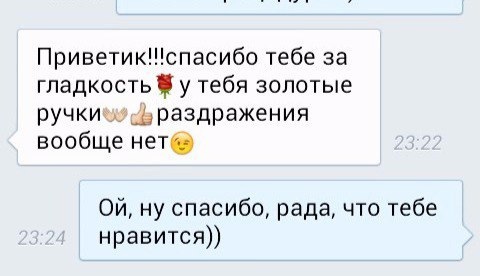 Приветик!!!спасибо тебе за
гладкость🌹у тебя золотые
ручки👐👍раздражения
вообще нет😉
23:22
Ой, ну спасибо, рада, что тебе
нравится))
23:24